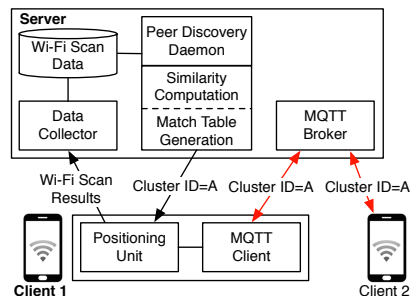 Server
Wi-Fi Scan
Data
Peer Discovery
Daemon
Similarity
Computation
Match Table
Generation
Data
Collector
MQTT
Broker
Wi-Fi Scan
Results
Cluster ID=A
Cluster ID=A
Cluster ID=A
Positioning
Unit
MQTT
Client
Client 1
Client 2